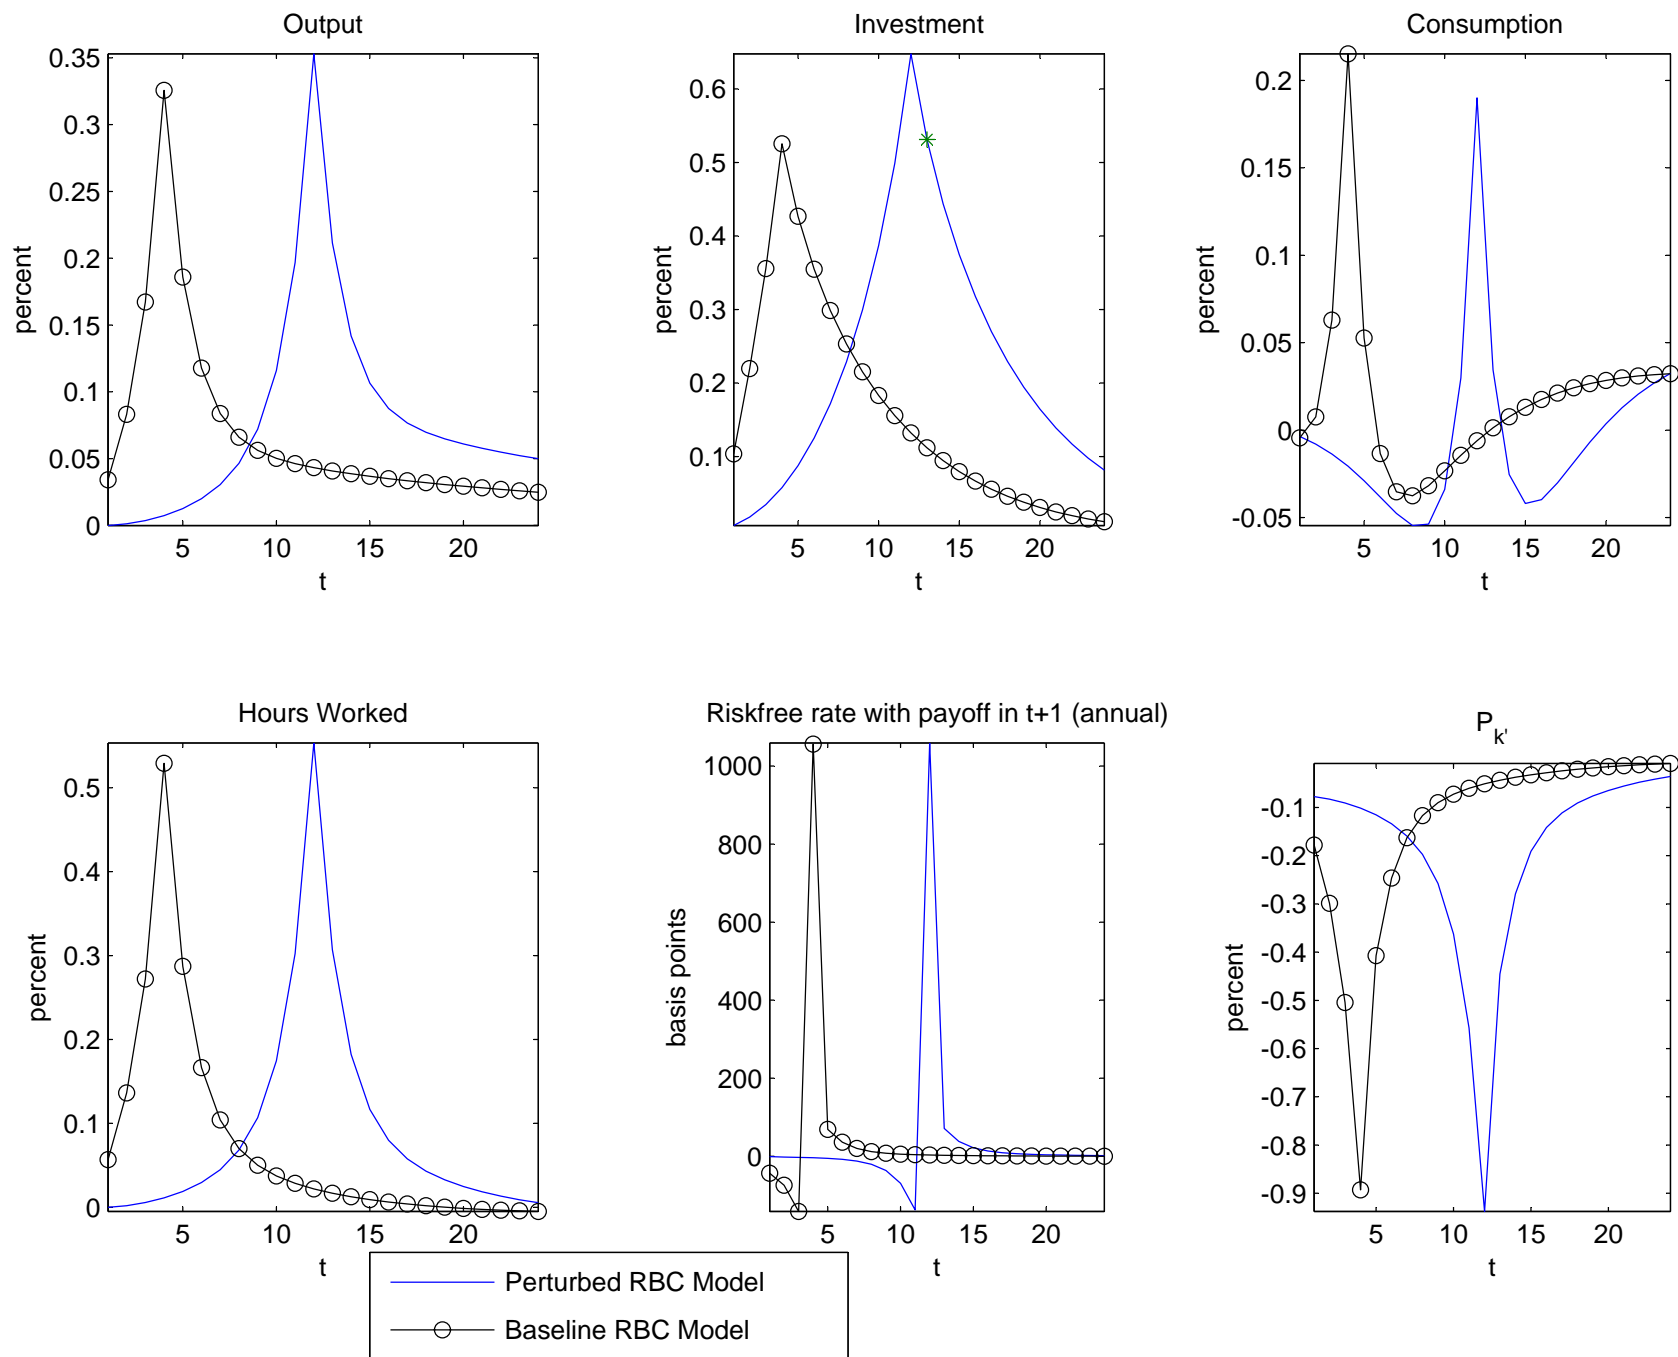 Output
0.35
0.3
0.25
0.2
0.15
0.1
0.05
0
percent
5 10 15 20
t
Investment
0.6
0.5
0.4
0.3
0.2
0.1
percent
5 10 15 20
t
Consumption
0.2
0.15
0.1
0.05
0
-0.05
percent
5 10 15 20
t
Hours Worked
0.5
0.4
0.3
0.2
0.1
0
percent
5 10 15 20
t
Riskfree rate with payoff in t+1 (annual)
1000
800
600
400
200
0
basis points
5 10 15 20
t
P_k'
-0.1
-0.2
-0.3
-0.4
-0.5
-0.6
-0.7
-0.8
-0.9
percent
5 10 15 20
t
Perturbed RBC Model
Baseline RBC Model